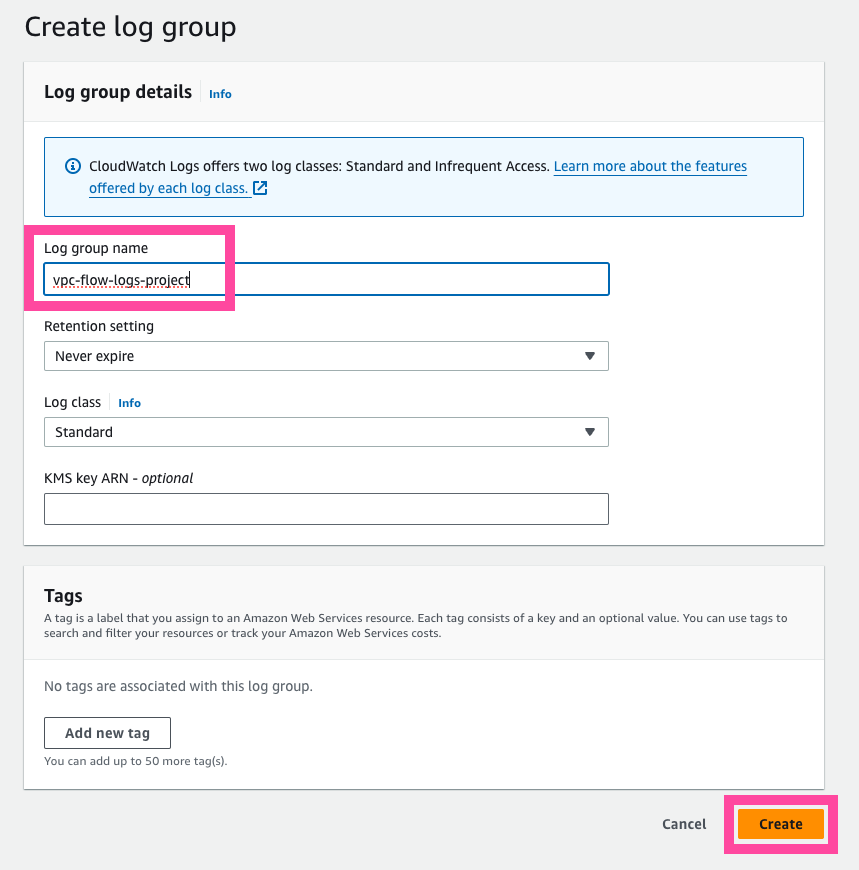 Create log group
Log group details Info
CloudWatch Logs offers two log classes: Standard and Infrequent Access. Learn more about the features
offered by each log class.
Log group name
vpc-flow-logs-project
Retention setting
Never expire
Log class Info
Standard
KMS key ARN - optional
Tags
A tag is a label that you assign to an Amazon Web Services resource. Each tag consists of a key and an optional value. You can use tags to
search and filter your resources or track your Amazon Web Services costs.
No tags are associated with this log group.
Add new tag
You can add up to 50 more tag(s).
Cancel Create